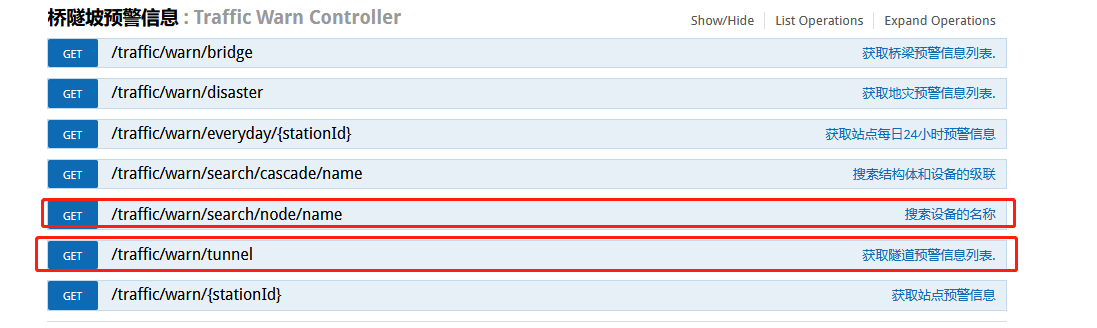 桥隧坡预警信息 : Traffic Warn Controller Show/Hide List Operations Expand Operations
GET /traffic/warn/bridge 获取桥梁预警信息列表.
GET /traffic/warn/disaster 获取地灾预警信息列表.
GET /traffic/warn/everyday/{stationId} 获取站点每日24小时预警信息
GET /traffic/warn/search/cascade/name 搜索结构体和设备的级联
GET /traffic/warn/search/node/name 搜索设备的名称
GET /traffic/warn/tunnel 获取隧道预警信息列表.
GET /traffic/warn/{stationId} 获取站点预警信息